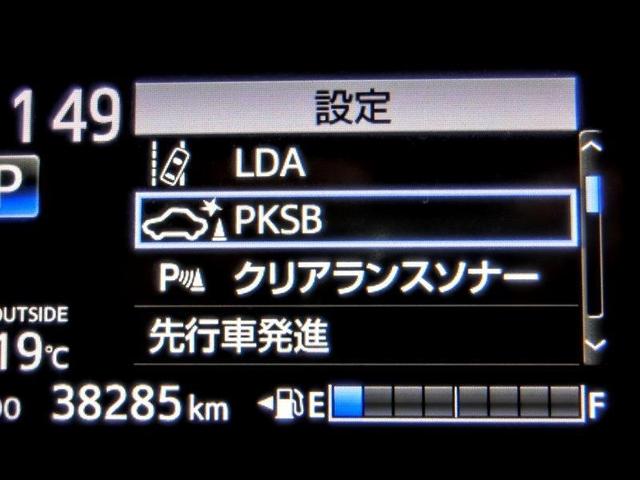 149
設定
LDA
P
PKSB
P クリアランスソナー
OUTSIDE
先行車発進
19℃
38285 km
E F